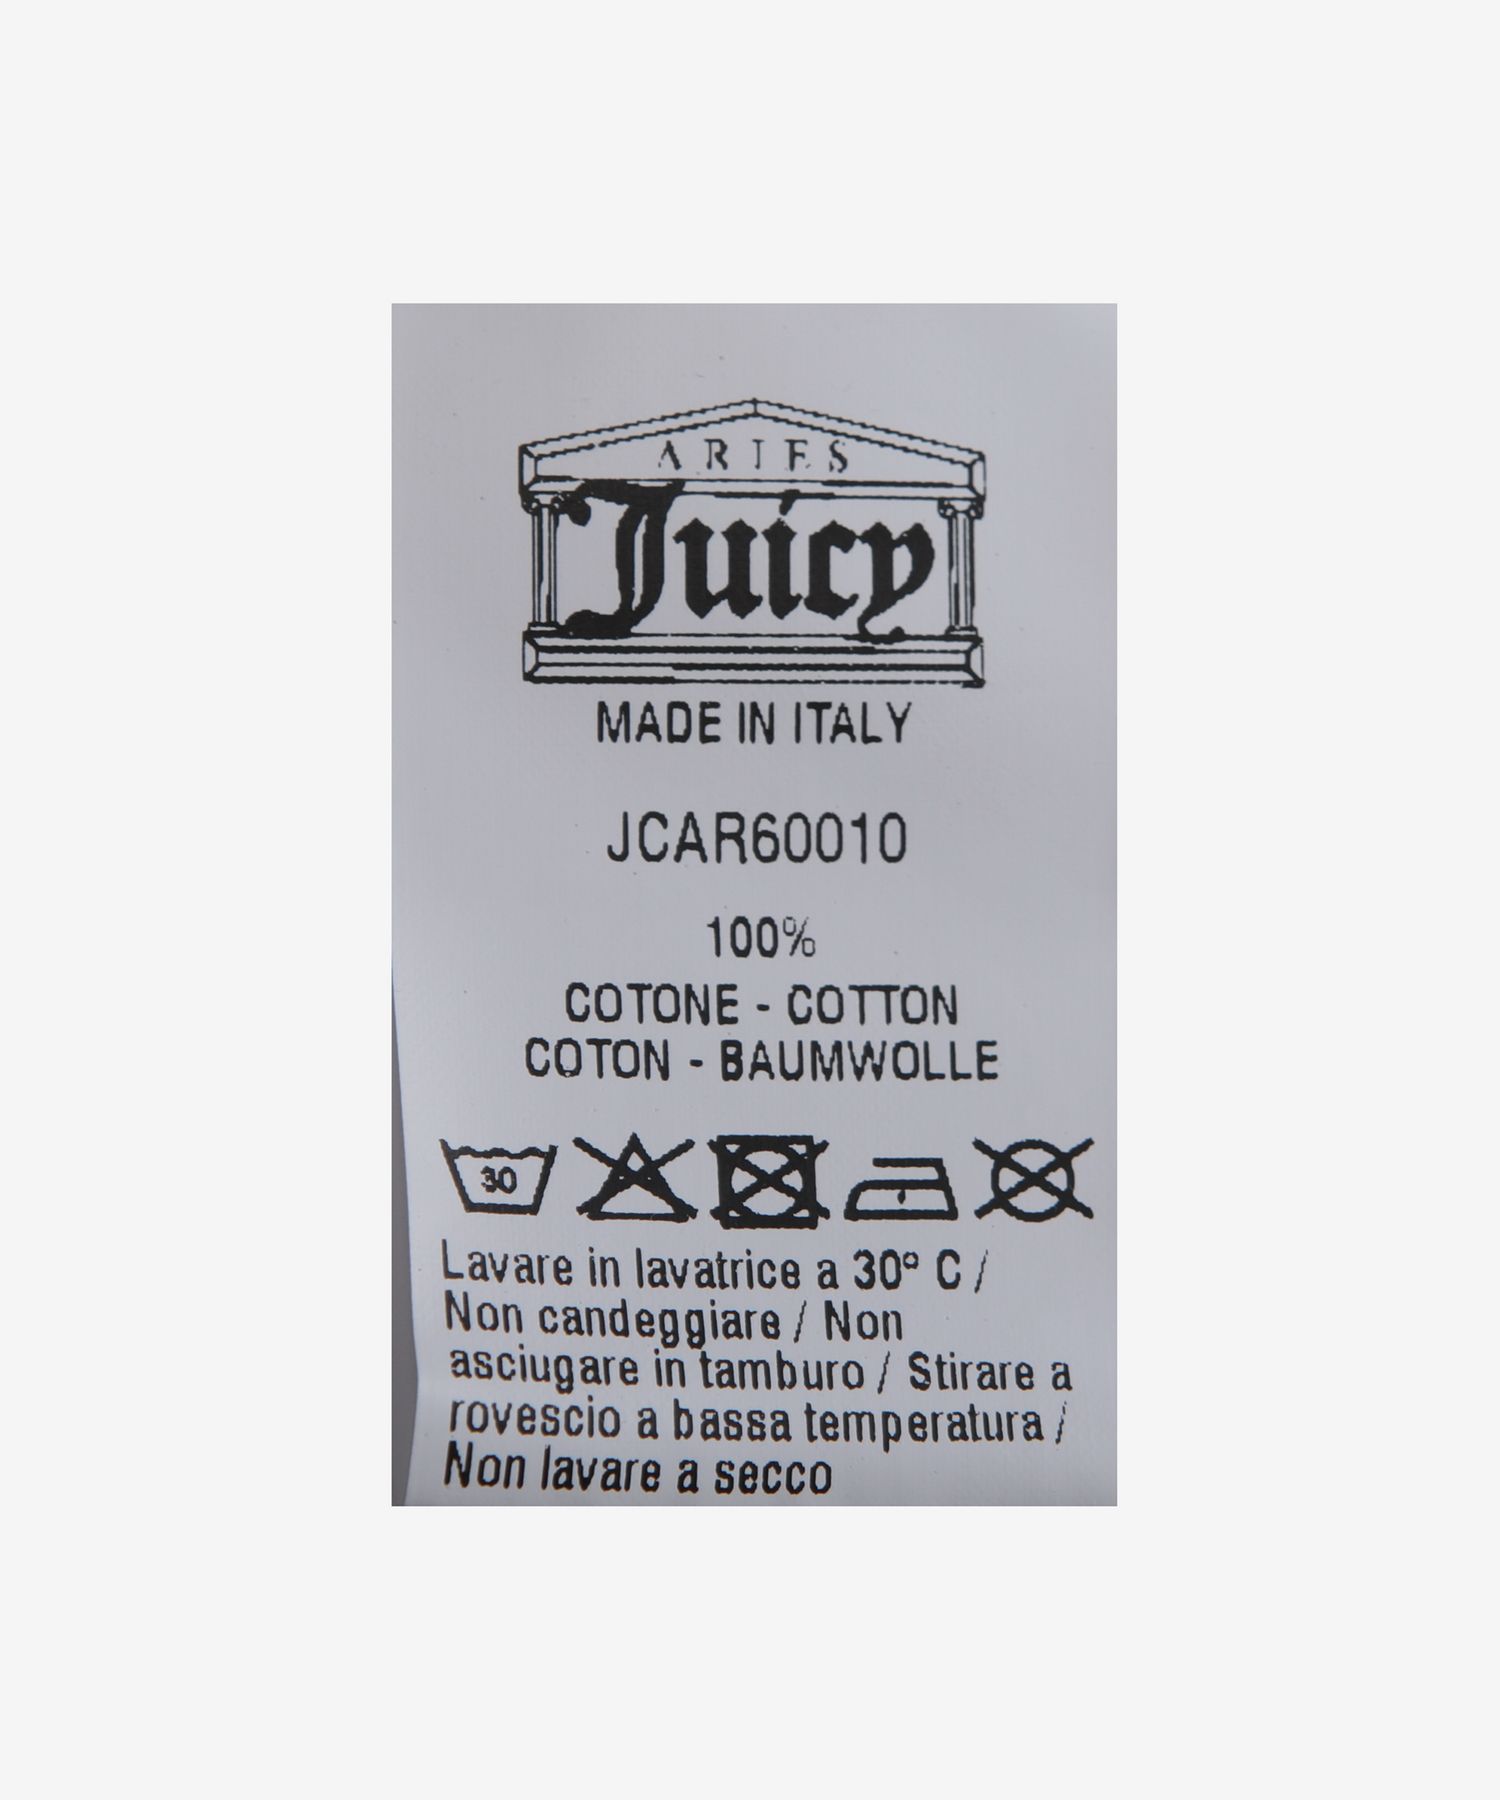 ARIES
Juicy
MADE IN ITALY
JCAR60010
100%
COTONE - COTTON
COTON - BAUMWOLLE
30
Lavare in lavatrice a 30° C /
Non candeggiare / Non
asciugare in tamburo / Stirare a
rovescio a bassa temperatura /
Non lavare a secco